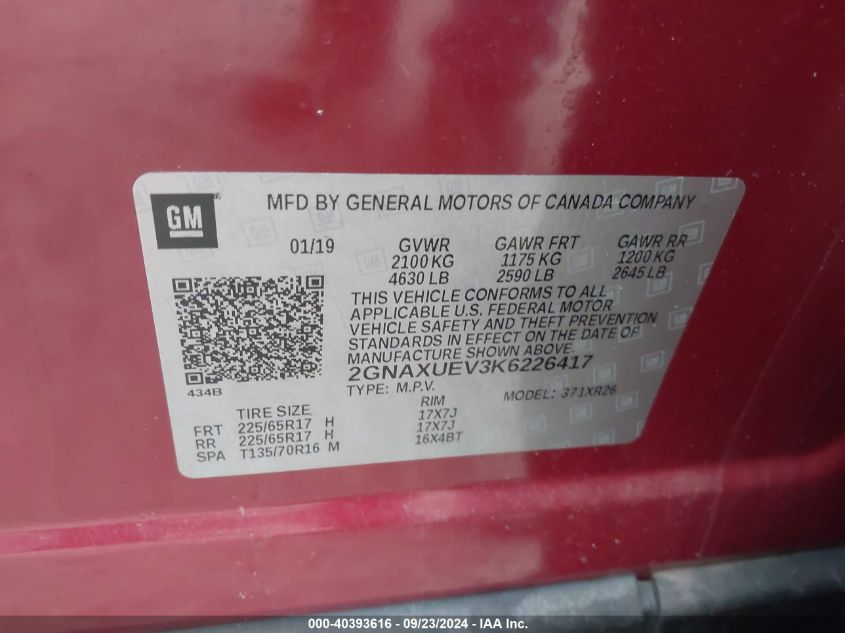 GM
MFD BY GENERAL MOTORS OF CANADA COMPANY
01/19 GVWR GAWR FRT GAWR RR
2100 KG 1175 KG 1200 KG
4630 LB 2590 LB 2645 LB
THIS VEHICLE CONFORMS TO ALL
APPLICABLE U.S. FEDERAL MOTOR
VEHICLE SAFETY AND THEFT PREVENTION
STANDARDS IN EFFECT ON THE DATE OF
MANUFACTURE SHOWN ABOVE.
2GNAXUEV3K6226417
434B
TYPE: M.P.V. MODEL: 371XR26
TIRE SIZE RIM
FRT 225/65R17 H 17X7J
RR 225/65R17 H 17X7J
SPA T135/70R16 M 16X4BT
000-40393616 - 09/23/2024 - www.iaai.com